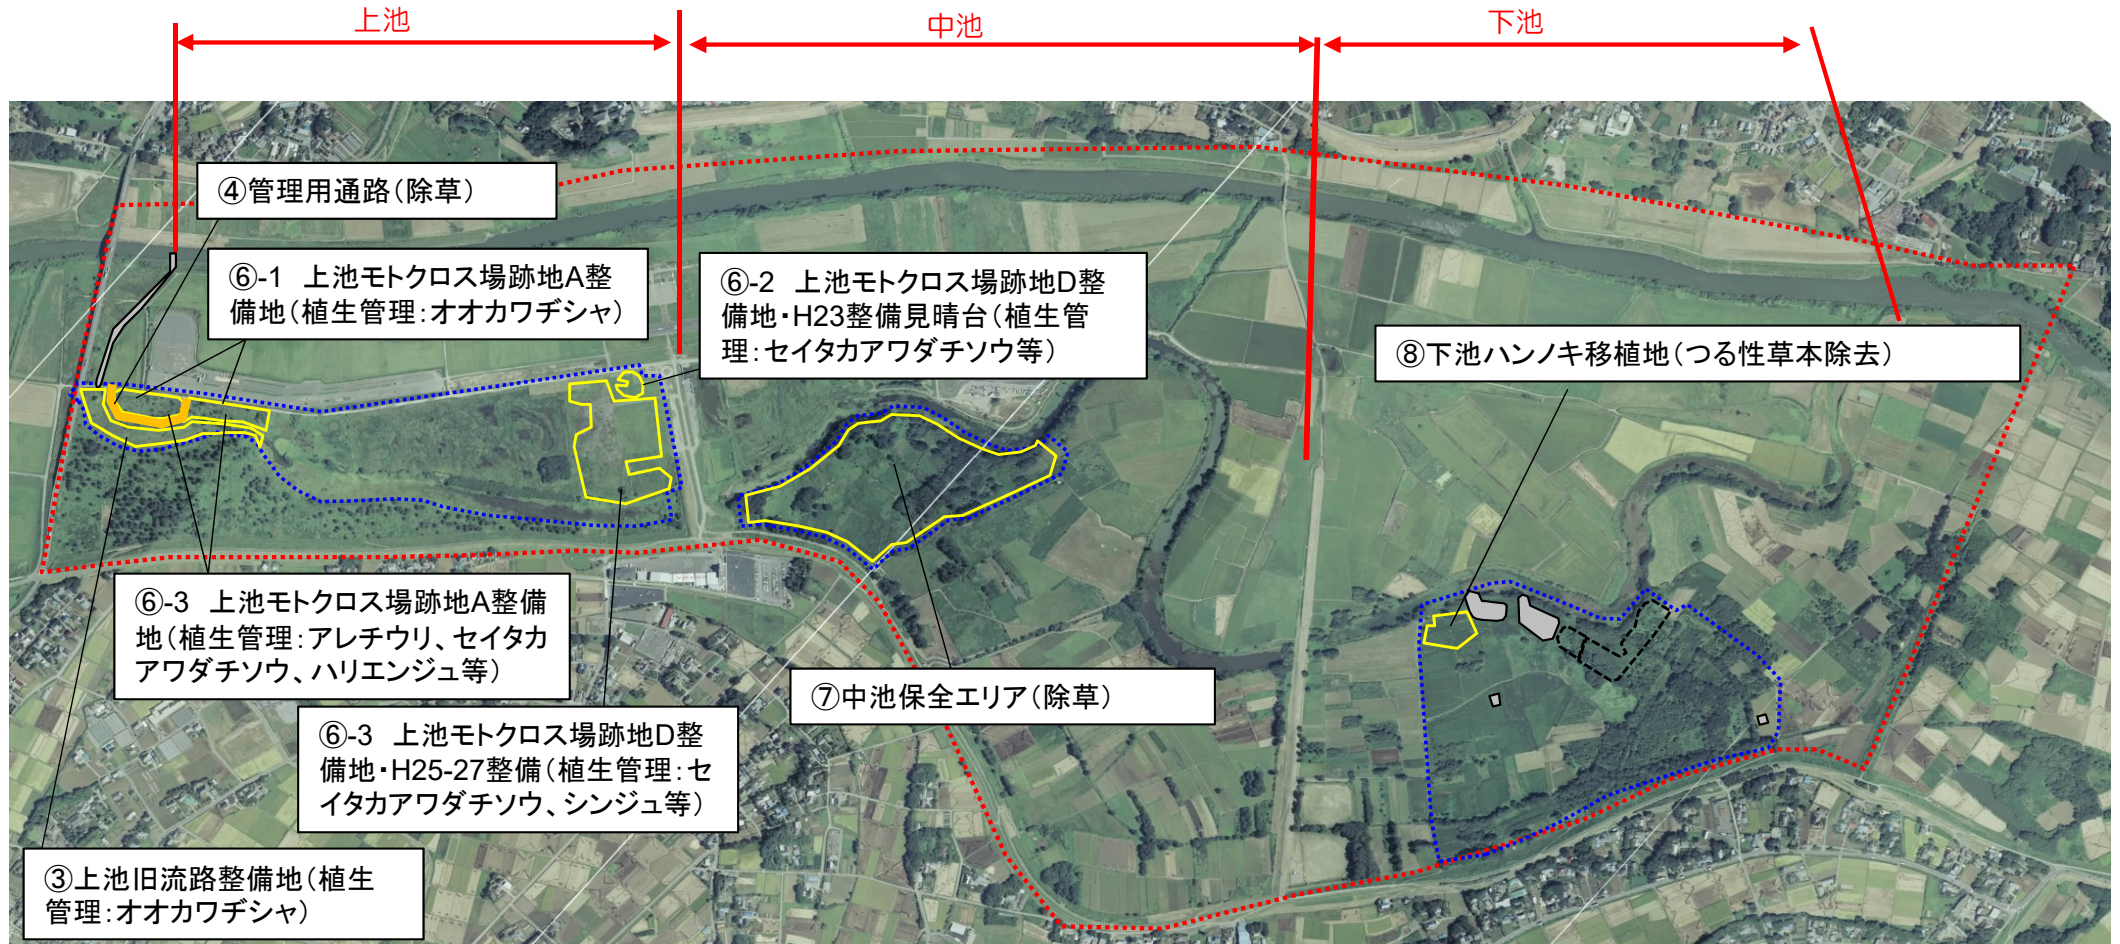 上池
中池
下池
④管理用通路(除草)
⑥-1 上池モトクロス場跡地A整
備地(植生管理:オオカワヂシャ)
⑥-2 上池モトクロス場跡地D整
備地・H23整備見晴台(植生管
理:セイタカアワダチソウ等)
⑧下池ハンノキ移植地(つる性草本除去)
⑥-3 上池モトクロス場跡地A整備
地(植生管理:アレチウリ、セイタカ
アワダチソウ、ハリエンジュ等)
⑥-3 上池モトクロス場跡地D整
備地・H25-27整備(植生管理:セ
イタカアワダチソウ、シンジュ等)
⑦中池保全エリア(除草)
③上池旧流路整備地(植生
管理:オオカワヂシャ)